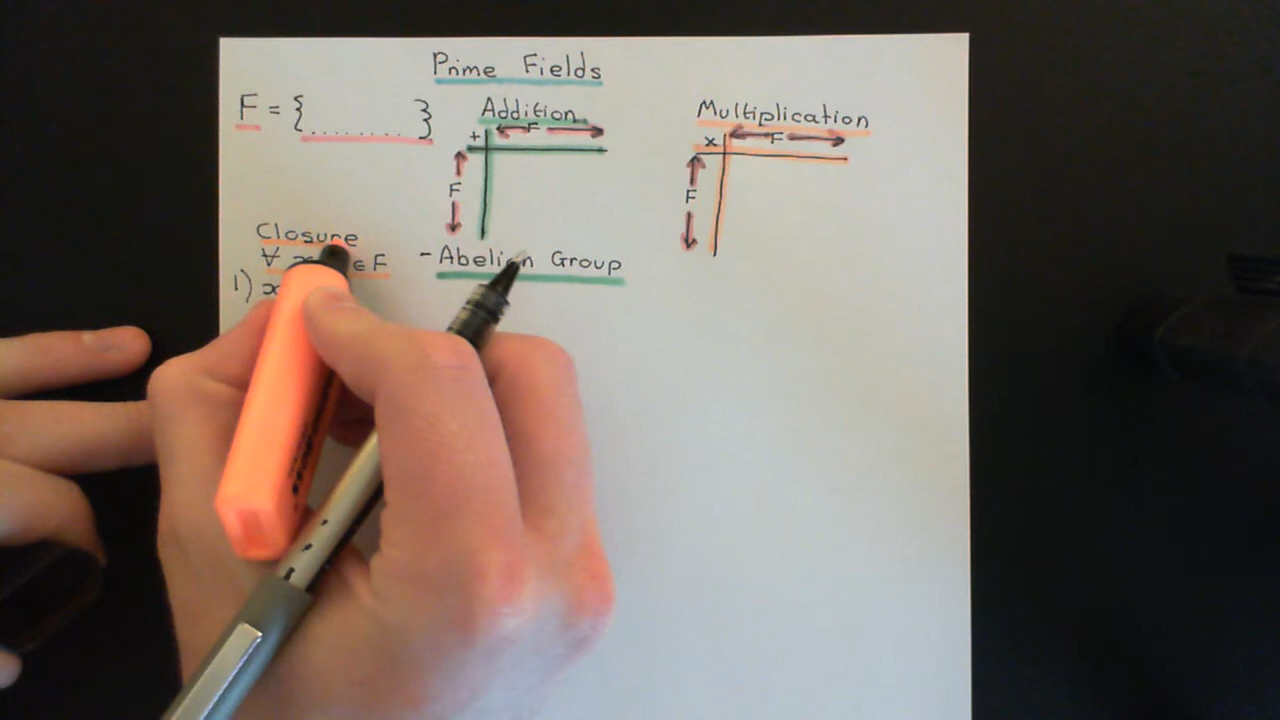 Prime Fields
F = {.........}
Addition
+ F
F
Multiplication
x F
F
Closure
∀ x ∈ F
1) x
- Abelian Group